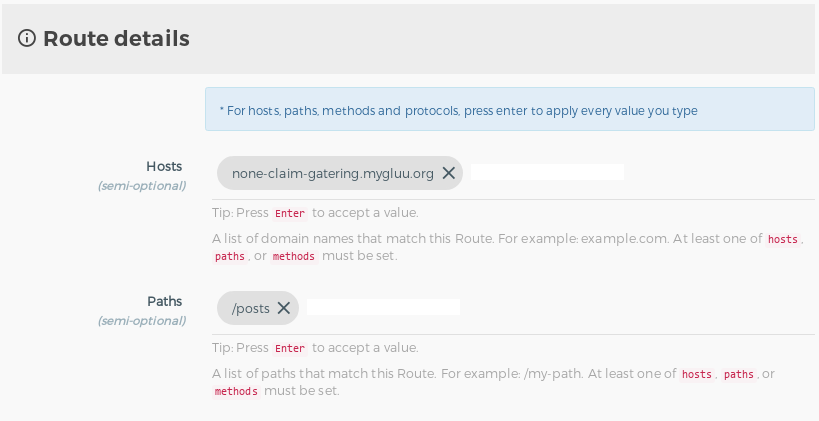 Route details
* For hosts, paths, methods and protocols, press enter to apply every value you type
Hosts
(semi-optional)
none-claim-gatering.mygluu.org
Tip: Press Enter to accept a value.
A list of domain names that match this Route. For example: example.com. At least one of hosts,
paths, or methods must be set.
Paths
(semi-optional)
/posts
Tip: Press Enter to accept a value.
A list of paths that match this Route. For example: /my-path. At least one of hosts, paths, or
methods must be set.